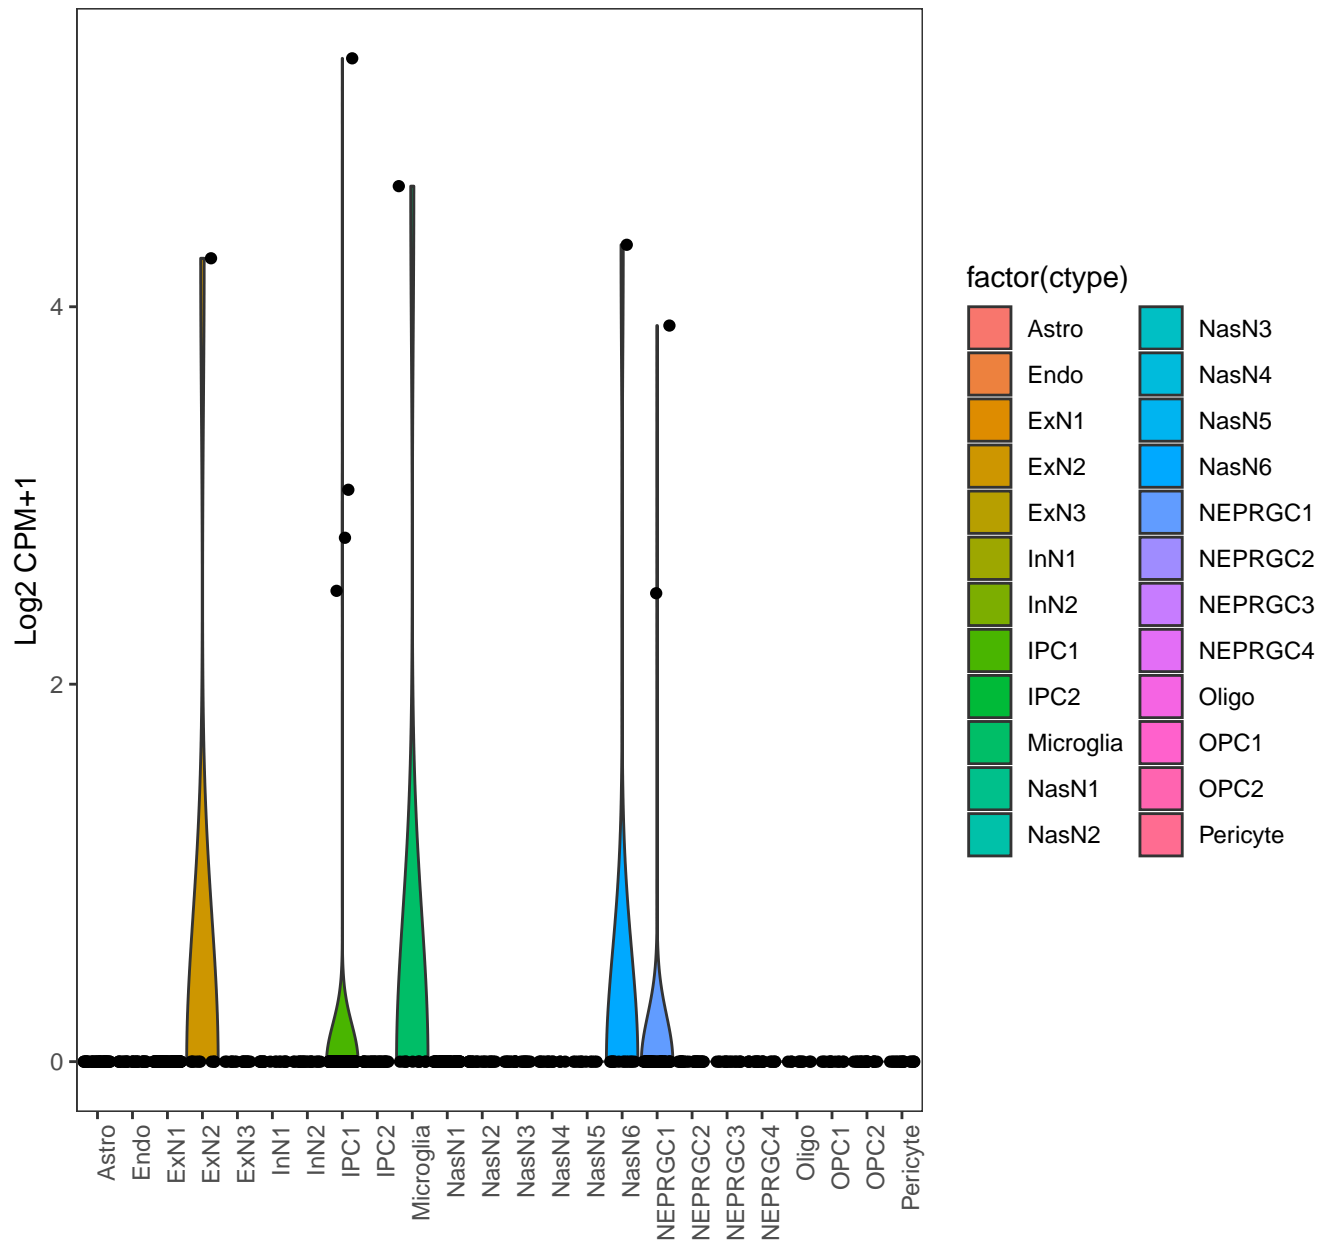 4
2
0
Log2 CPM+1
Astro
Endo
ExN1
ExN2
ExN3
InN1
InN2
IPC1
IPC2
Microglia
NasN1
NasN2
NasN3
NasN4
NasN5
NasN6
NEPRGC1
NEPRGC2
NEPRGC3
NEPRGC4
Oligo
OPC1
OPC2
Pericyte
factor(ctype)
Astro
Endo
ExN1
ExN2
ExN3
InN1
InN2
IPC1
IPC2
Microglia
NasN1
NasN2
NasN3
NasN4
NasN5
NasN6
NEPRGC1
NEPRGC2
NEPRGC3
NEPRGC4
Oligo
OPC1
OPC2
Pericyte